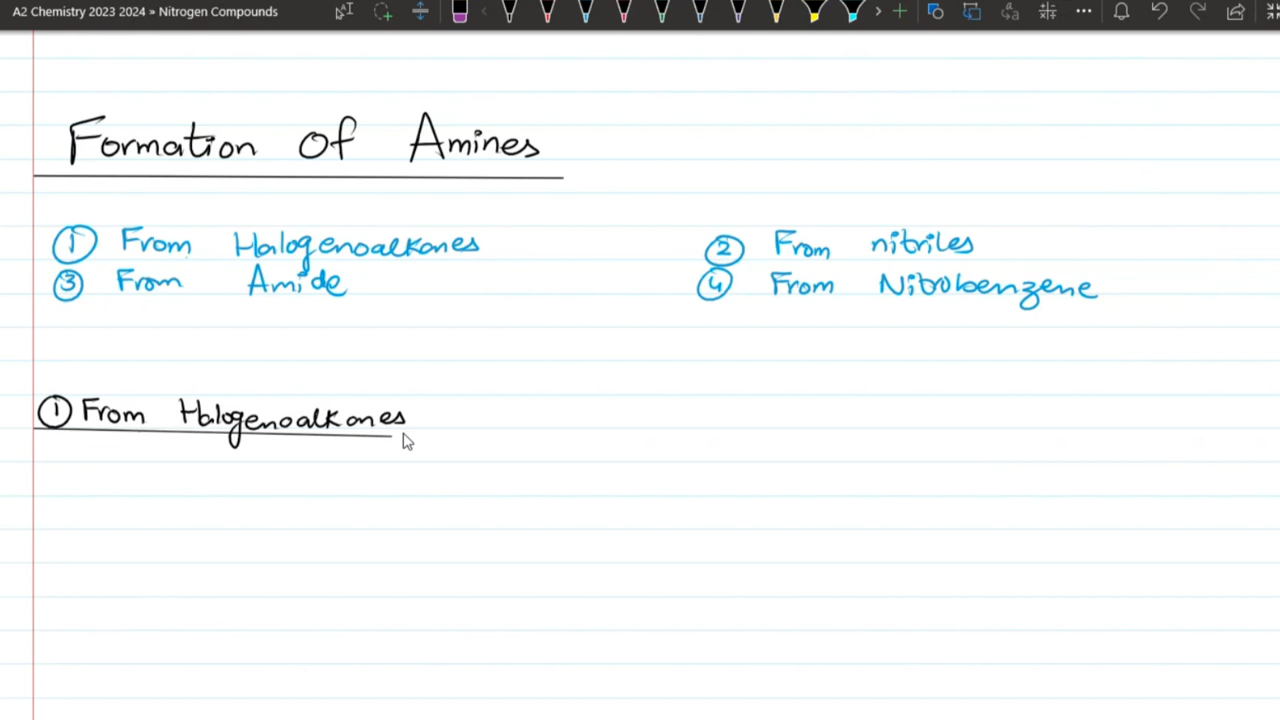 A2 Chemistry 2023 2024 » Nitrogen Compounds
Formation Of Amines
① From Halogenoalkanes
② From nitriles
③ From Amide
④ From Nitrobenzene
① From Halogenoalkanes